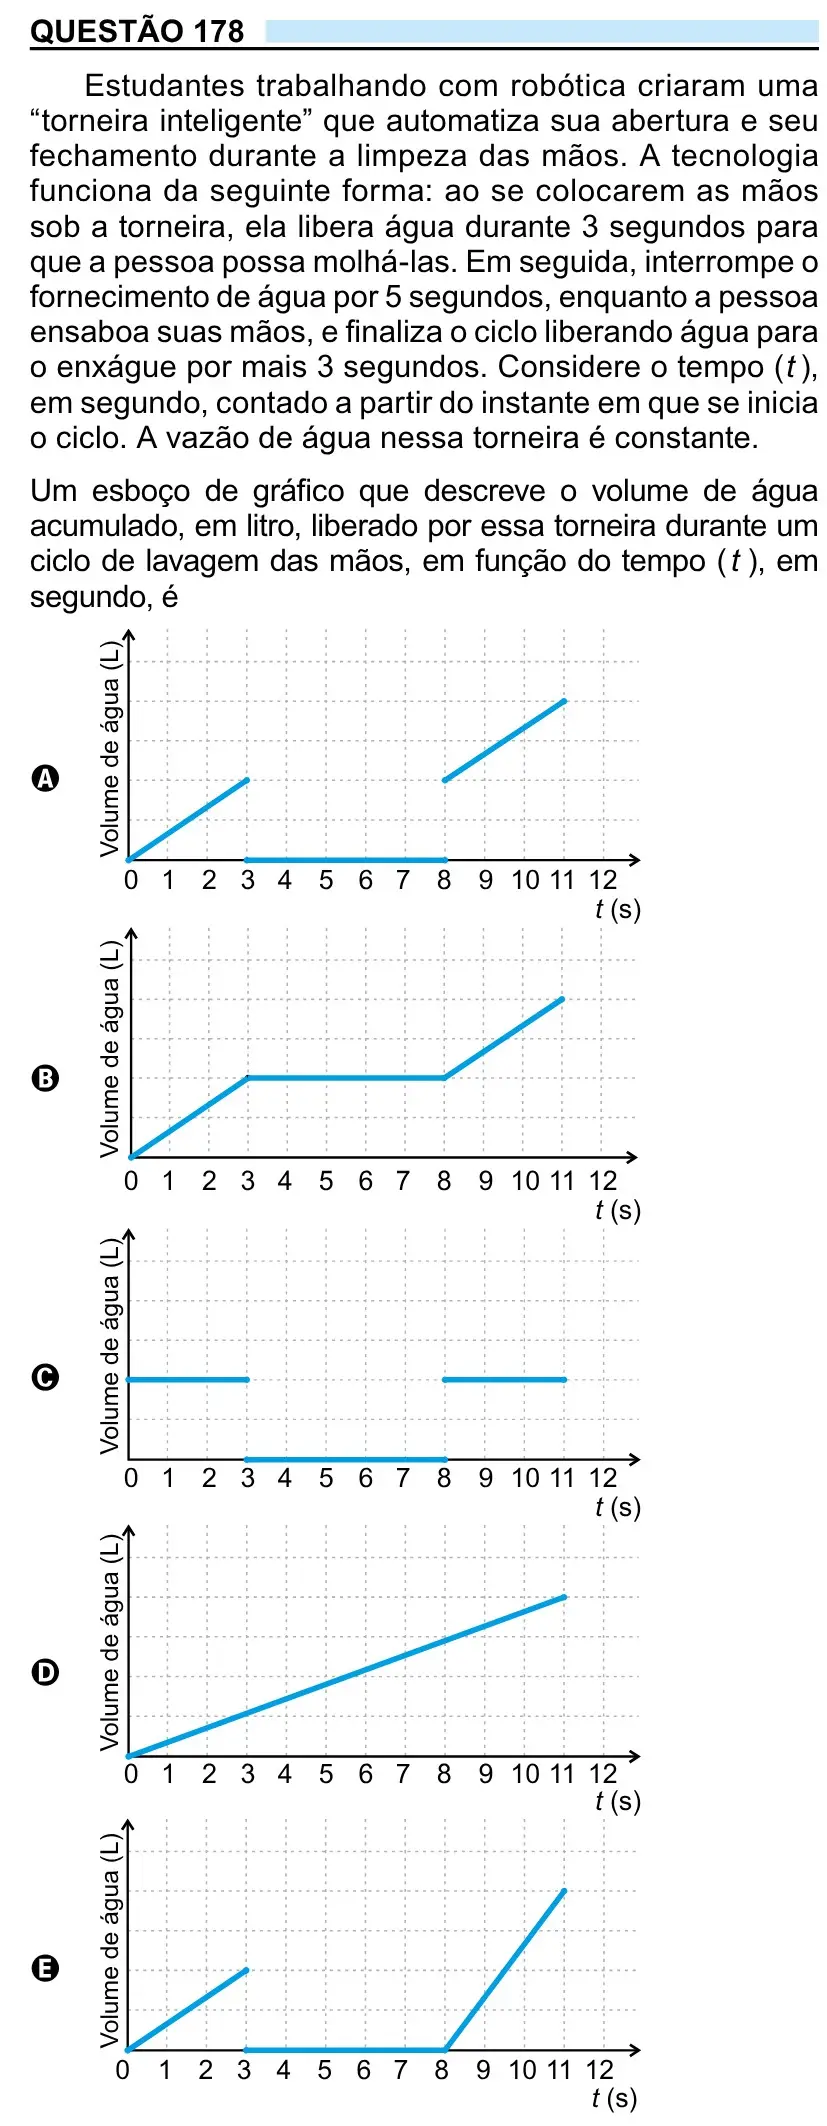 QUESTÃO 178
Estudantes trabalhando com robótica criaram uma
“torneira inteligente” que automatiza sua abertura e seu
fechamento durante a limpeza das mãos. A tecnologia
funciona da seguinte forma: ao se colocarem as mãos
sob a torneira, ela libera água durante 3 segundos para
que a pessoa possa molhá-las. Em seguida, interrompe o
fornecimento de água por 5 segundos, enquanto a pessoa
ensaboa suas mãos, e finaliza o ciclo liberando água para
o enxágue por mais 3 segundos. Considere o tempo (t),
em segundo, contado a partir do instante em que se inicia
o ciclo. A vazão de água nessa torneira é constante.
Um esboço de gráfico que descreve o volume de água
acumulado, em litro, liberado por essa torneira durante um
ciclo de lavagem das mãos, em função do tempo (t), em
segundo, é
A
Volume de água (L)
0 1 2 3 4 5 6 7 8 9 10 11 12
t (s)
B
Volume de água (L)
0 1 2 3 4 5 6 7 8 9 10 11 12
t (s)
C
Volume de água (L)
0 1 2 3 4 5 6 7 8 9 10 11 12
t (s)
D
Volume de água (L)
0 1 2 3 4 5 6 7 8 9 10 11 12
t (s)
E
Volume de água (L)
0 1 2 3 4 5 6 7 8 9 10 11 12
t (s)